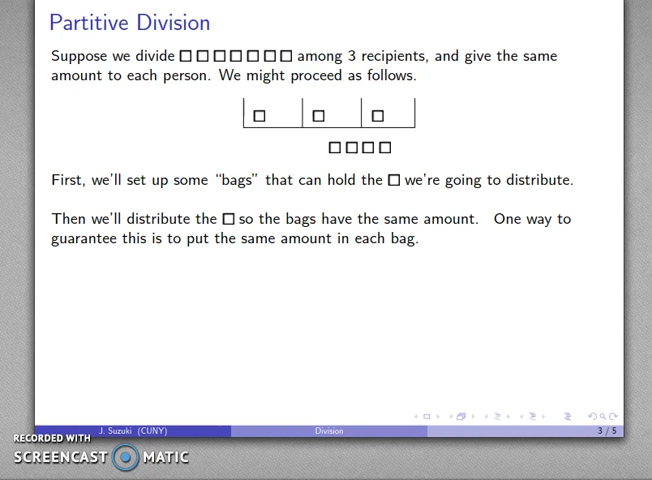 Partitive Division
Suppose we divide □ □ □ □ □ □ □ among 3 recipients, and give the same
amount to each person. We might proceed as follows.
First, we'll set up some “bags” that can hold the □ we're going to distribute.
Then we'll distribute the □ so the bags have the same amount. One way to
guarantee this is to put the same amount in each bag.
J. Suzuki (CUNY) Division 3 / 5
RECORDED WITH
SCREENCAST MATIC